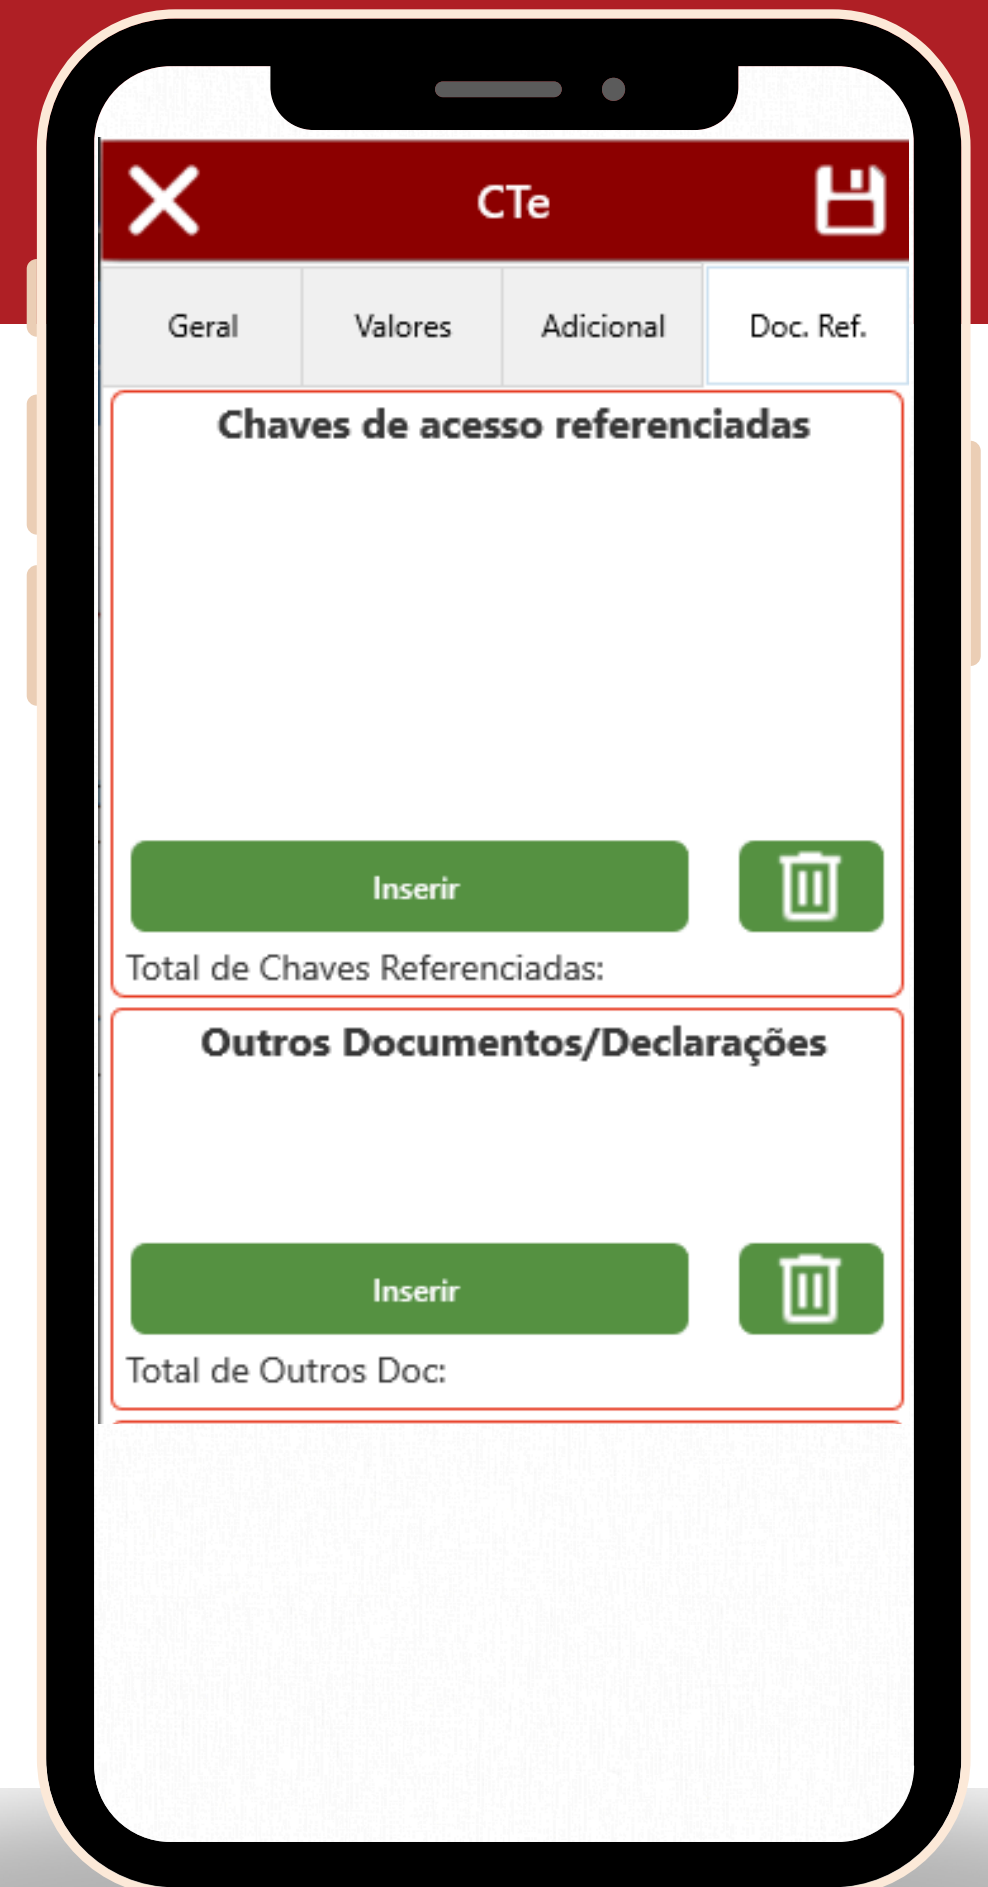 CTe
Geral Valores Adicional Doc. Ref.
Chaves de acesso referenciadas
Inserir
Total de Chaves Referenciadas:
Outros Documentos/Declarações
Inserir
Total de Outros Doc: